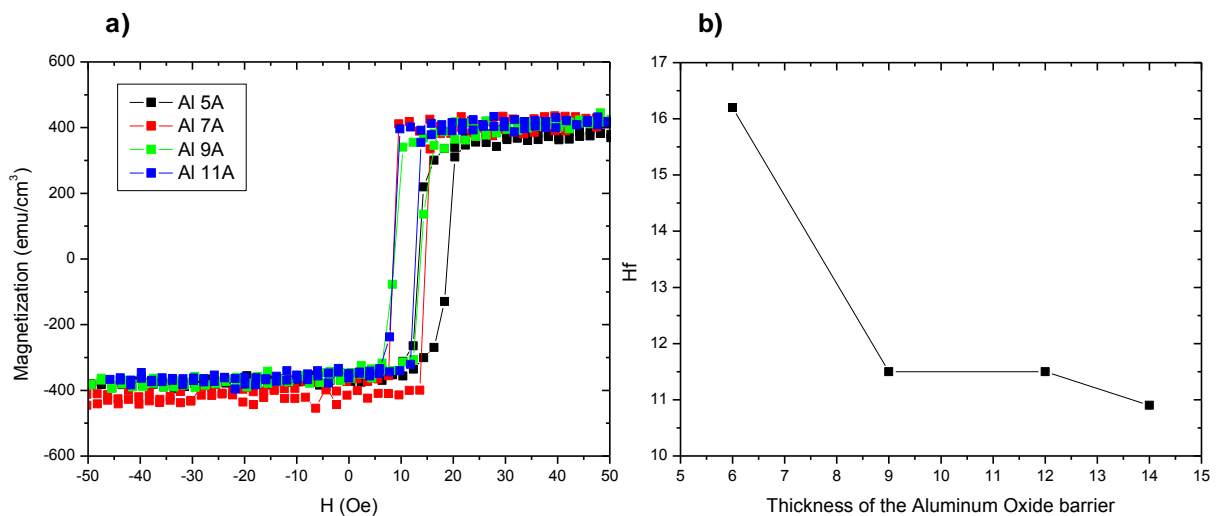 a)
600
400
200
0
-200
-400
-600
Magnetization (emu/cm³)
Al 5A
Al 7A
Al 9A
Al 11A
-50 -40 -30 -20 -10 0 10 20 30 40 50
H (Oe)
b)
17
16
15
14
13
12
11
10
Hf
5 6 7 8 9 10 11 12 13 14 15
Thickness of the Aluminum Oxide barrier